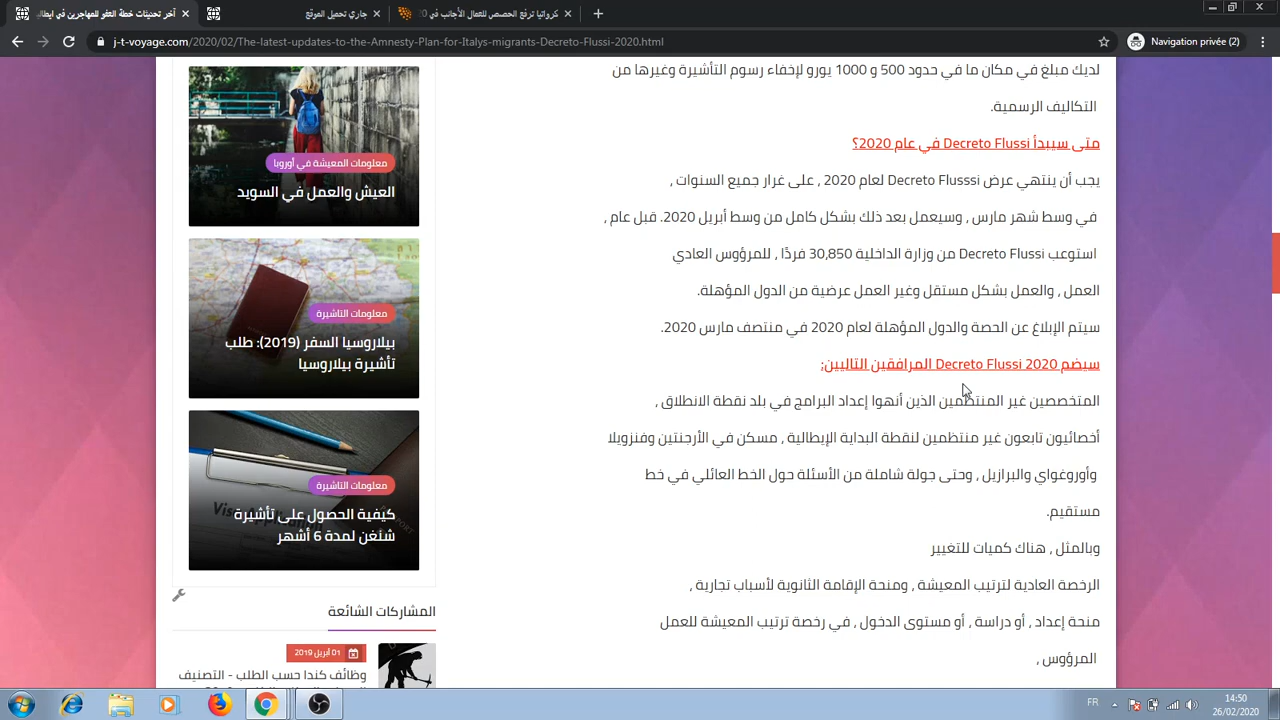 آخر تحديثات خطة العفو للمهاجرين في إيطاليا
كرواتيا ترفع الحصص للعمال الأجانب في 20
j-t-voyage.com/2020/02/The-latest-updates-to-Amnesty-Plan-for-Italys-migrants-Decreto-Flussi-2020.html
Navigation privée (2)
لديك مبلغ في مكان ما في حدود 500 و 1000 يورو لإخفاء رسوم التأشيرة وغيرها من
التكاليف الرسمية.
متى سيبدأ Decreto Flussi في عام 2020؟
يجب أن ينتهي عرض Decreto Flusssi لعام 2020 , على غرار جميع السنوات ,
في وسط شهر مارس , وسيعمل بعد ذلك بشكل كامل من وسط أبريل 2020. قبل عام ,
استوعب Decreto Flussi من وزارة الداخلية 30,850 فردًا , للمرؤوس العادي
العمل , والعمل بشكل مستقل وغير العمل عرضية من الدول المؤهلة.
سيتم الإبلاغ عن الحصة والدول المؤهلة لعام 2020 في منتصف مارس 2020.
سيضم Decreto Flussi 2020 المرافقين التاليين:
المتخصصين غير المنتظمين الذين أنهوا إعداد البرامج في بلد نقطة الانطلاق ,
أخصائيون تابعون غير منتظمين لنقطة البداية الإيطالية , مسكن في الأرجنتين وفنزويلا
وأوروغواي والبرازيل , وحتى جولة شاملة من الأسئلة حول الخط العائلي في خط
مستقيم.
وبالمثل , هناك كميات للتغيير
الرخصة العادية لترتيب المعيشة , ومنحة الإقامة الثانوية لأسباب تجارية ,
منحة إعداد , أو دراسة , أو مستوى الدخول , في رخصة ترتيب المعيشة للعمل
المرؤوس ,
معلومات المعيشة في أوروبا
العيش والعمل في السويد
معلومات التاشيرة
بيلاروسيا السفر (2019): طلب
تأشيرة بيلاروسيا
معلومات التاشيرة
كيفية الحصول على تأشيرة
شنغن لمدة 6 أشهر
المشاركات الشائعة
01 أبريل 2019
وظائف كندا حسب الطلب - التصنيف
FR
14:50
26/02/2020